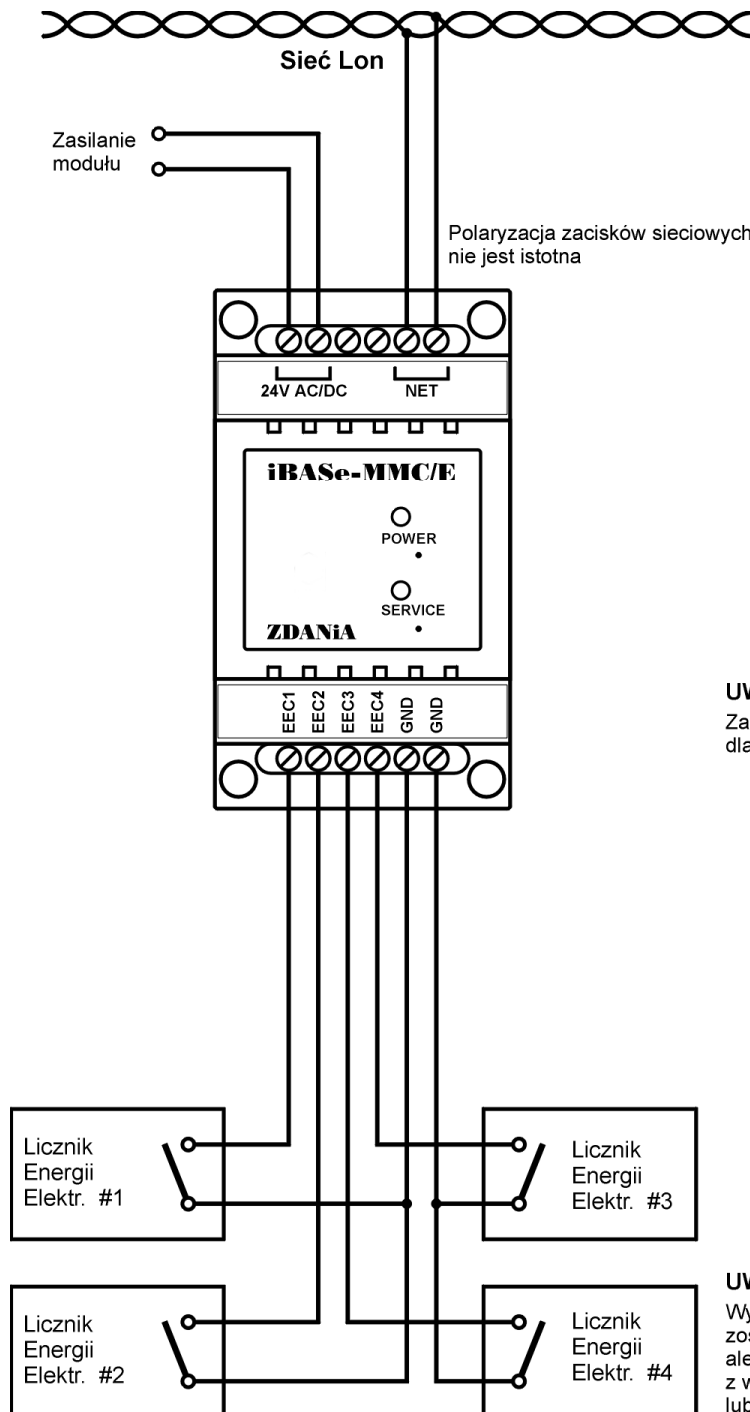 Sieć Lon
Zasilanie
modułu
Polaryzacja zacisków sieciowych
nie jest istotna
24V AC/DC
NET
iBASe-MMC/E
POWER
SERVICE
ZDANiA
EEC1
EEC2
EEC3
EEC4
GND
GND
Licznik
Energii
Elektr. #1
Licznik
Energii
Elektr. #3
Licznik
Energii
Elektr. #2
Licznik
Energii
Elektr. #4
z